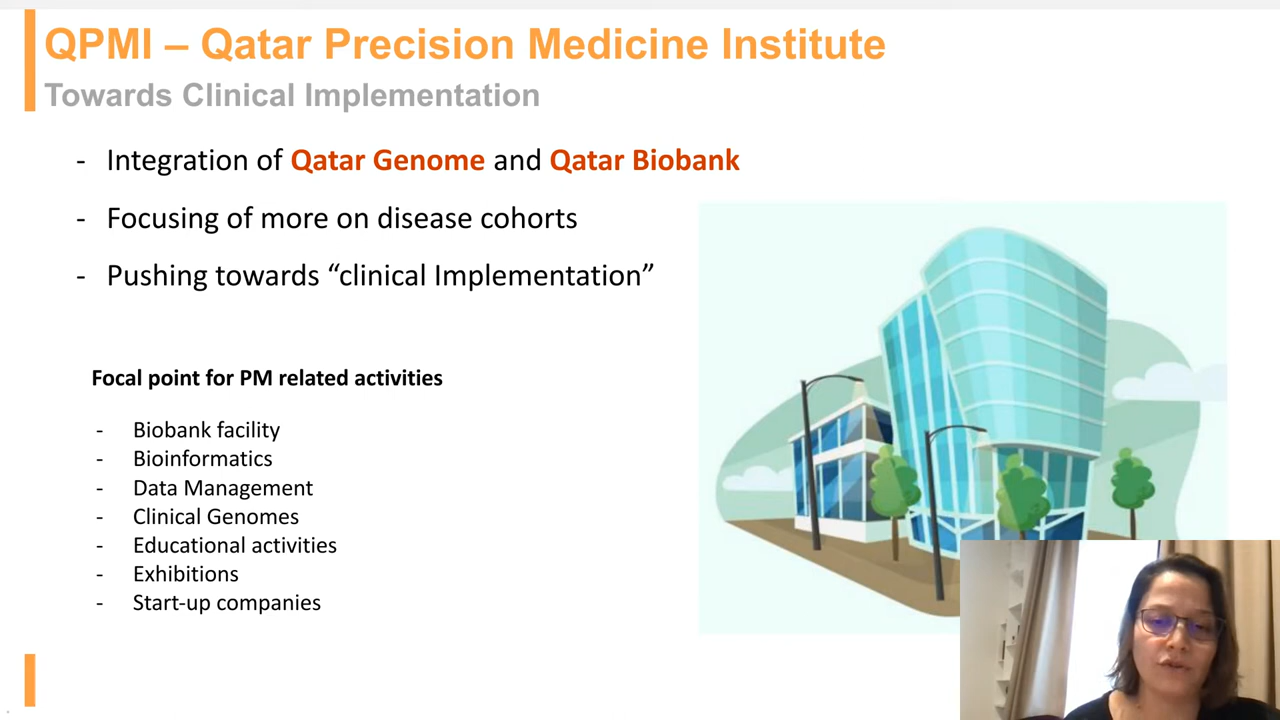 QPMI – Qatar Precision Medicine Institute
Towards Clinical Implementation
- Integration of Qatar Genome and Qatar Biobank
- Focusing of more on disease cohorts
- Pushing towards “clinical Implementation”
Focal point for PM related activities
- Biobank facility
- Bioinformatics
- Data Management
- Clinical Genomes
- Educational activities
- Exhibitions
- Start-up companies